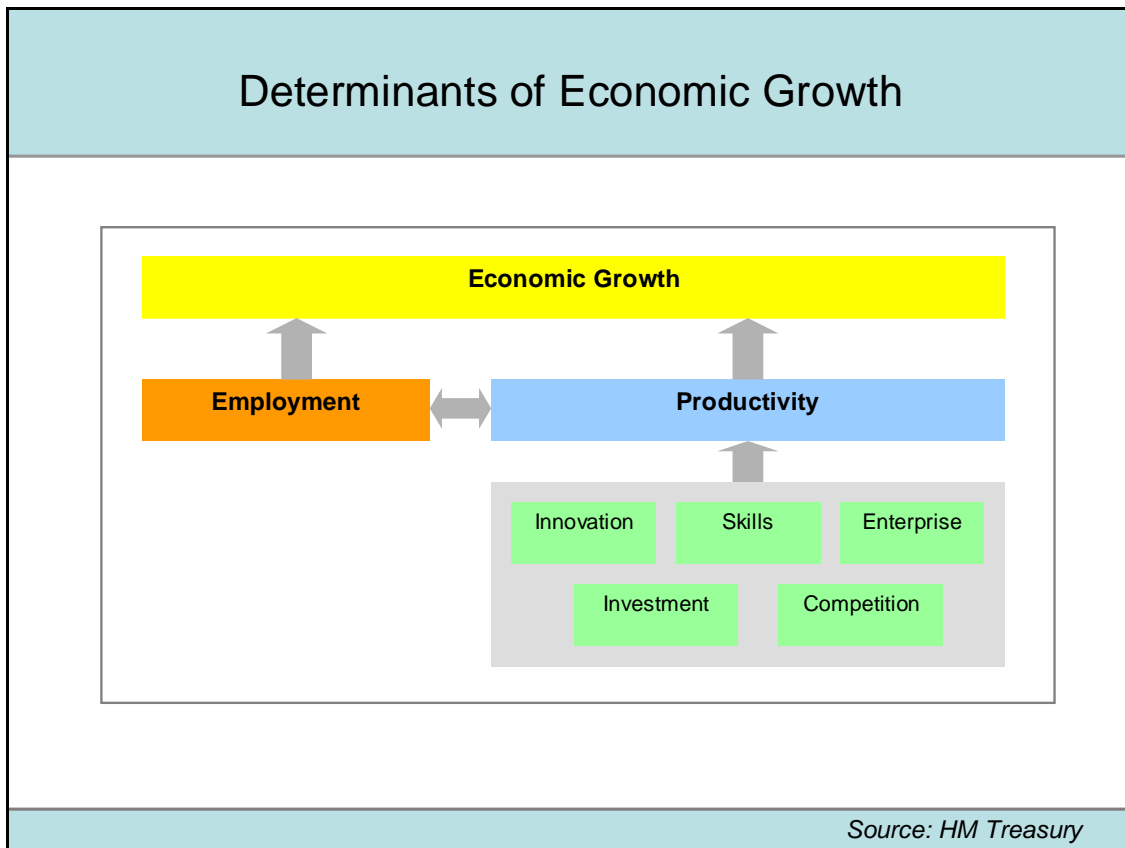 Determinants of Economic Growth
Economic Growth
Employment
Productivity
Innovation
Skills
Enterprise
Investment
Competition
Source: HM Treasury